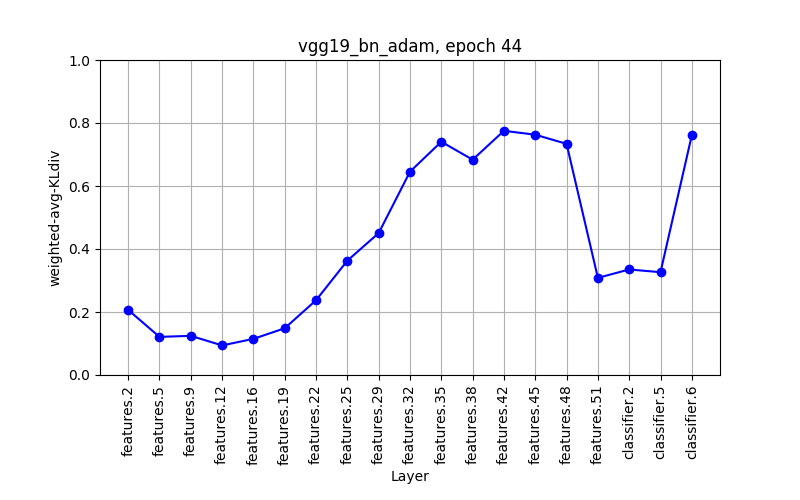 vgg19_bn_adam, epoch 44
1.0
0.8
0.6
0.4
0.2
0.0
weighted-avg-KLdiv
features.2
features.5
features.9
features.12
features.16
features.19
features.22
features.25
features.29
features.32
features.35
features.38
features.42
features.45
features.48
features.51
classifier.2
classifier.5
classifier.6
Layer